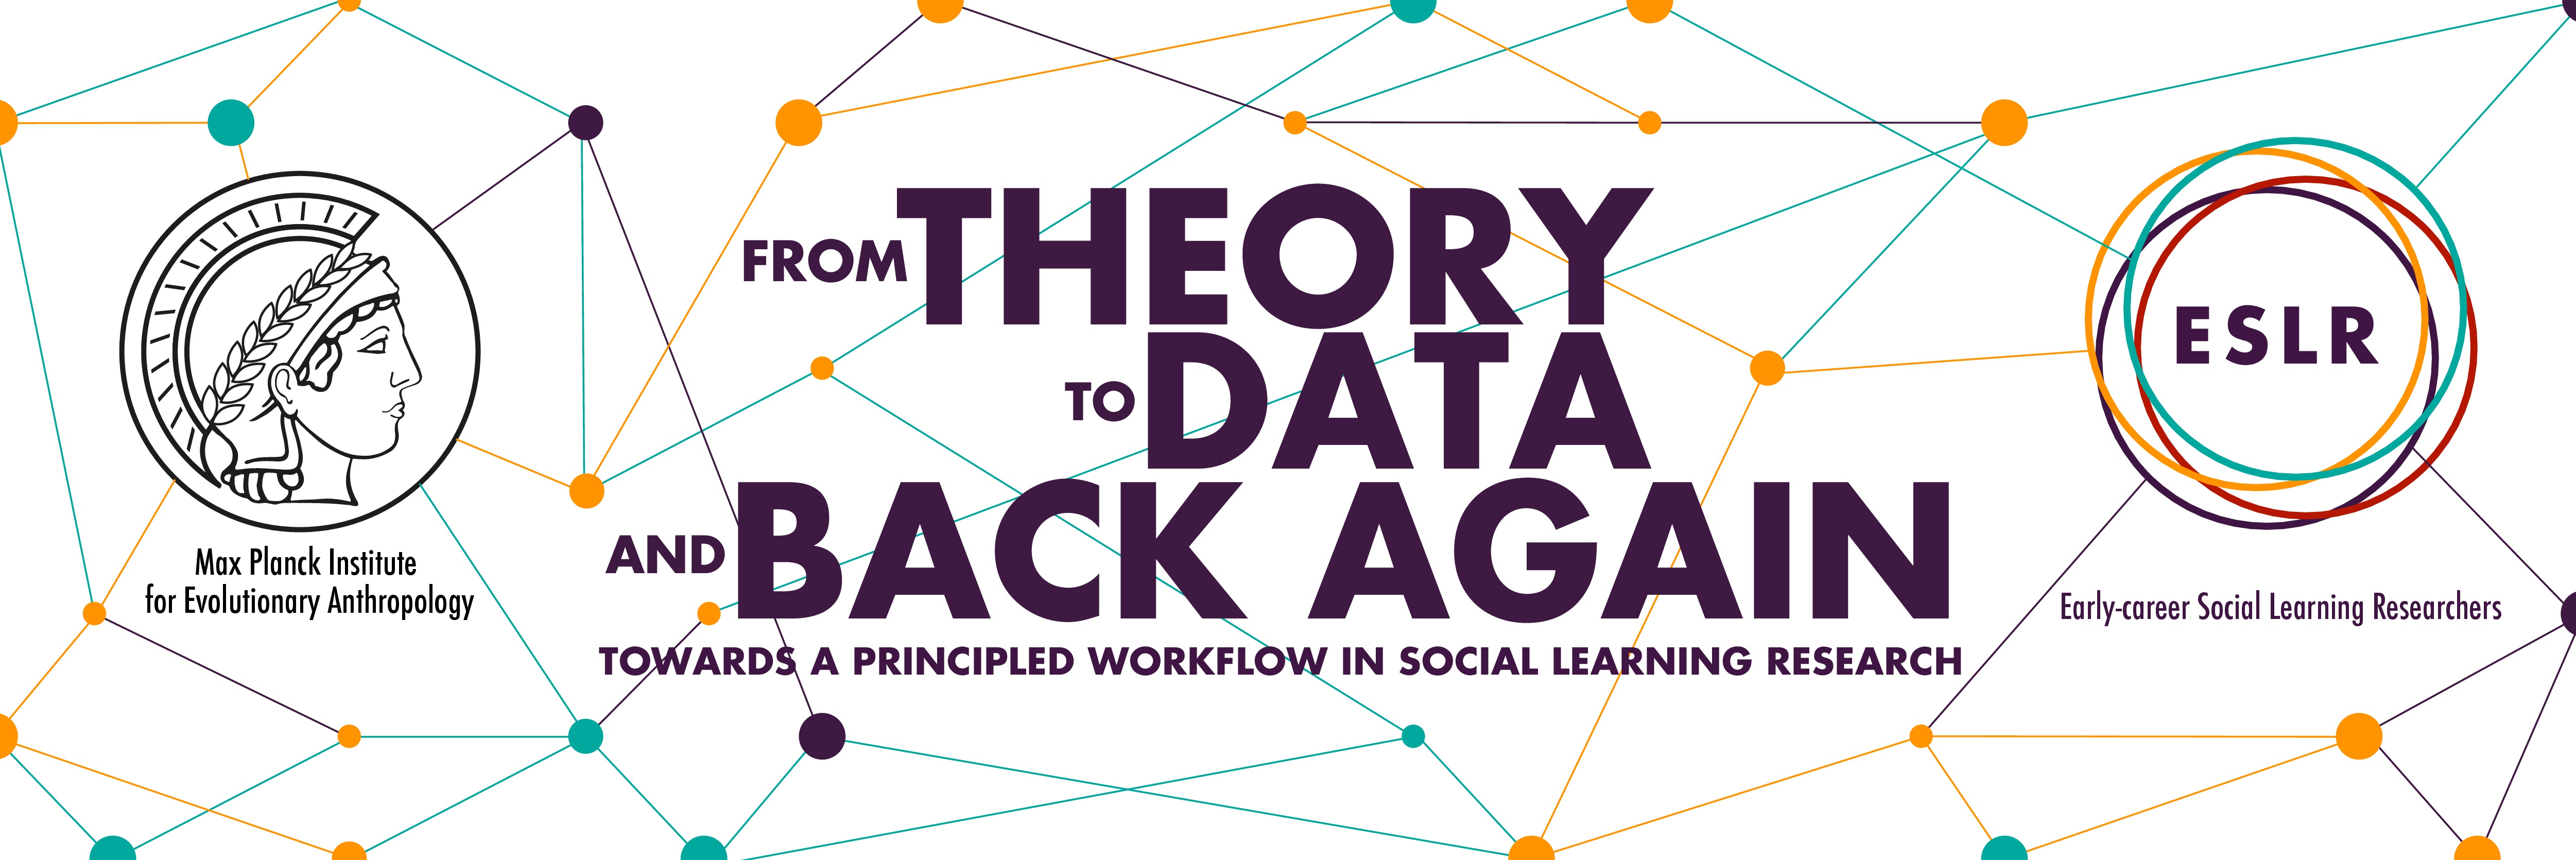 FROM THEORY
TO DATA
AND BACK AGAIN
TOWARDS A PRINCIPLED WORKFLOW IN SOCIAL LEARNING RESEARCH
Max Planck Institute
for Evolutionary Anthropology
ESLR
Early-career Social Learning Researchers